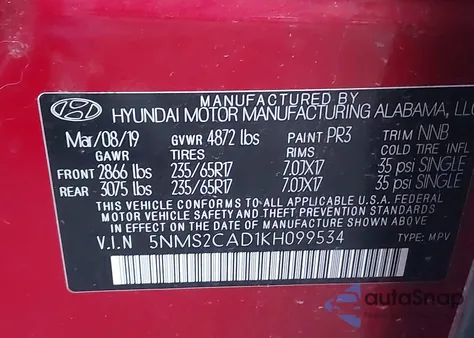 MANUFACTURED BY
HYUNDAI MOTOR MANUFACTURING ALABAMA, LLC
Mar/08/19 GVWR 4872 lbs PAINT PR3 TRIM NNB
GAWR TIRES RIMS COLD TIRE INFL
FRONT 2866 lbs 235/65R17 7.0JX17 35 psi SINGLE
REAR 3075 lbs 235/65R17 7.0JX17 35 psi SINGLE
THIS VEHICLE CONFORMS TO ALL APPLICABLE U.S.A. FEDERAL
MOTOR VEHICLE SAFETY, BUMPER, AND THEFT PREVENTION
STANDARDS IN EFFECT ON THE DATE OF MANUFACTURE SHOWN ABOVE.
V.I.N 5NMS2CAD1KH099534 TYPE: MPV
autoSnap